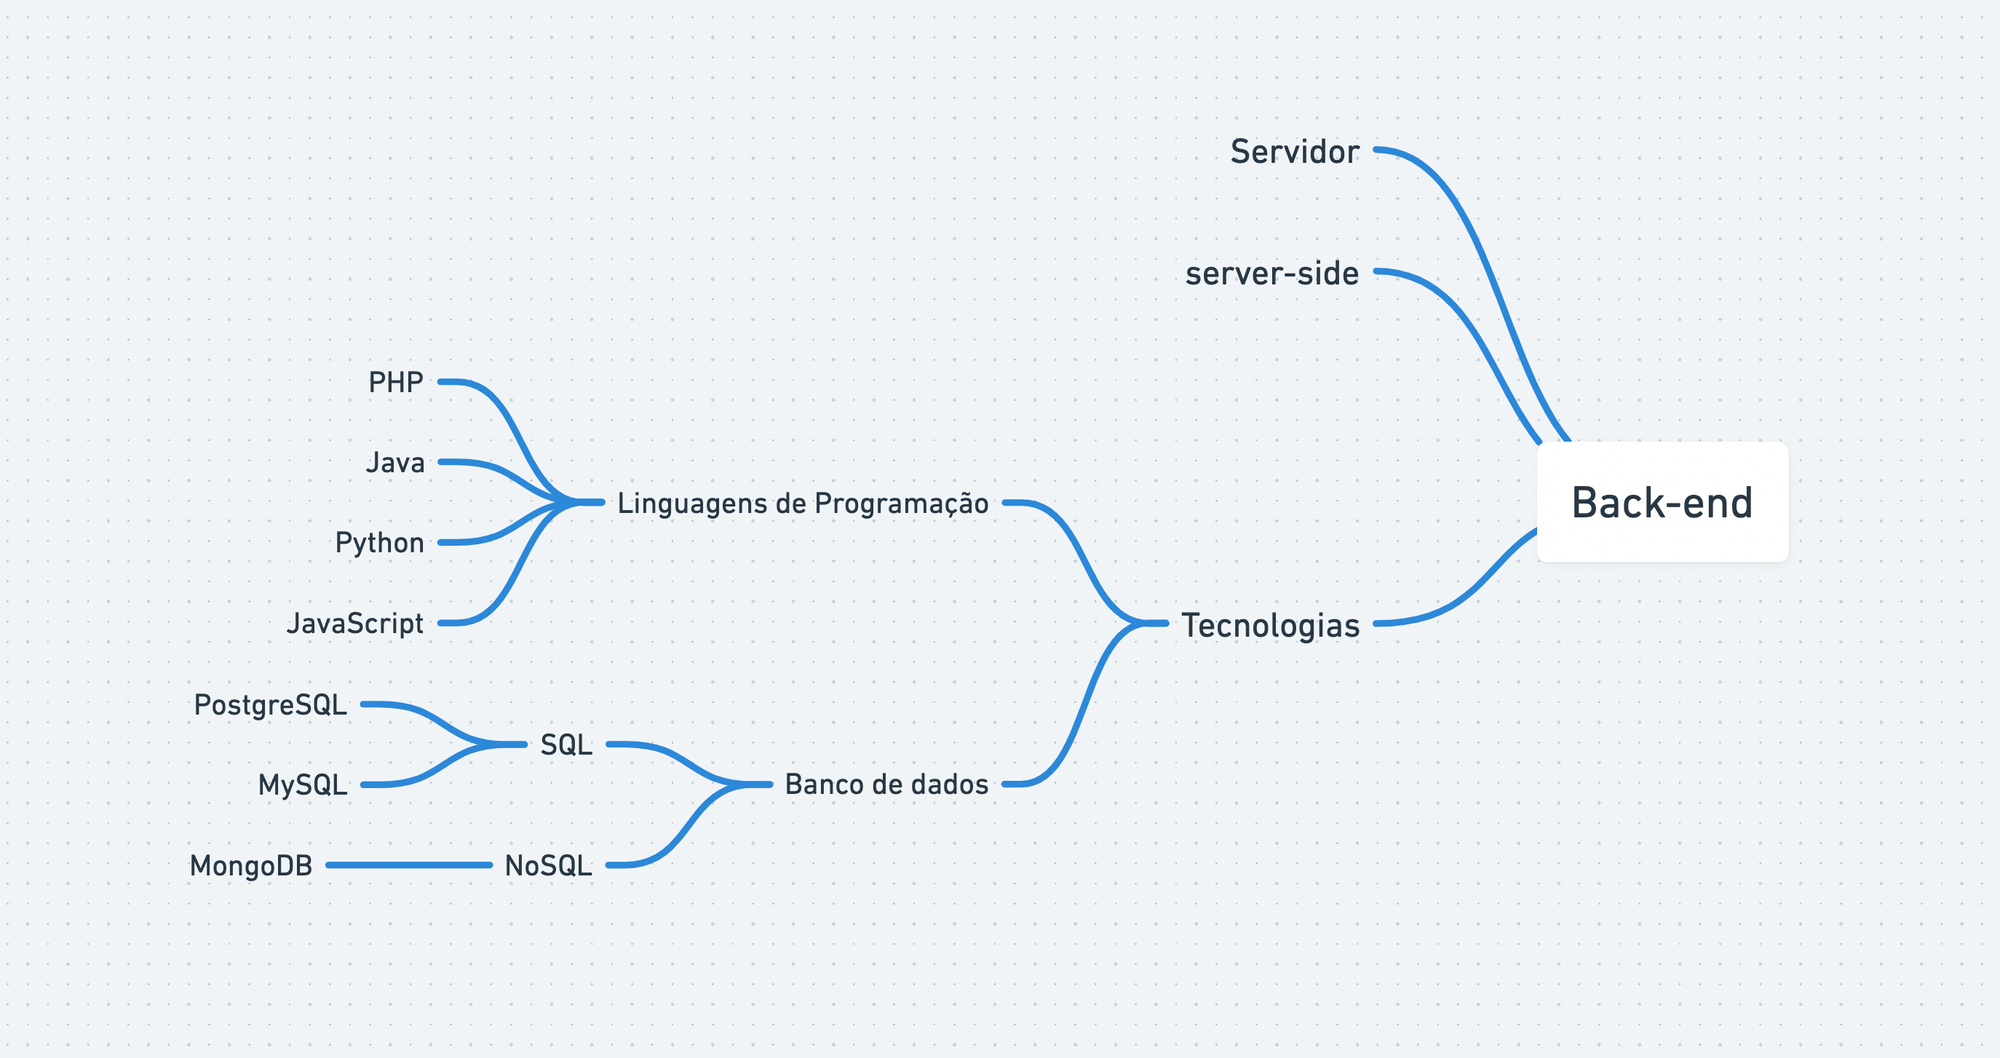 Servidor
server-side
PHP
Java
Linguagens de Programação
Back-end
Python
JavaScript
Tecnologias
PostgreSQL
SQL
MySQL
Banco de dados
MongoDB
NoSQL